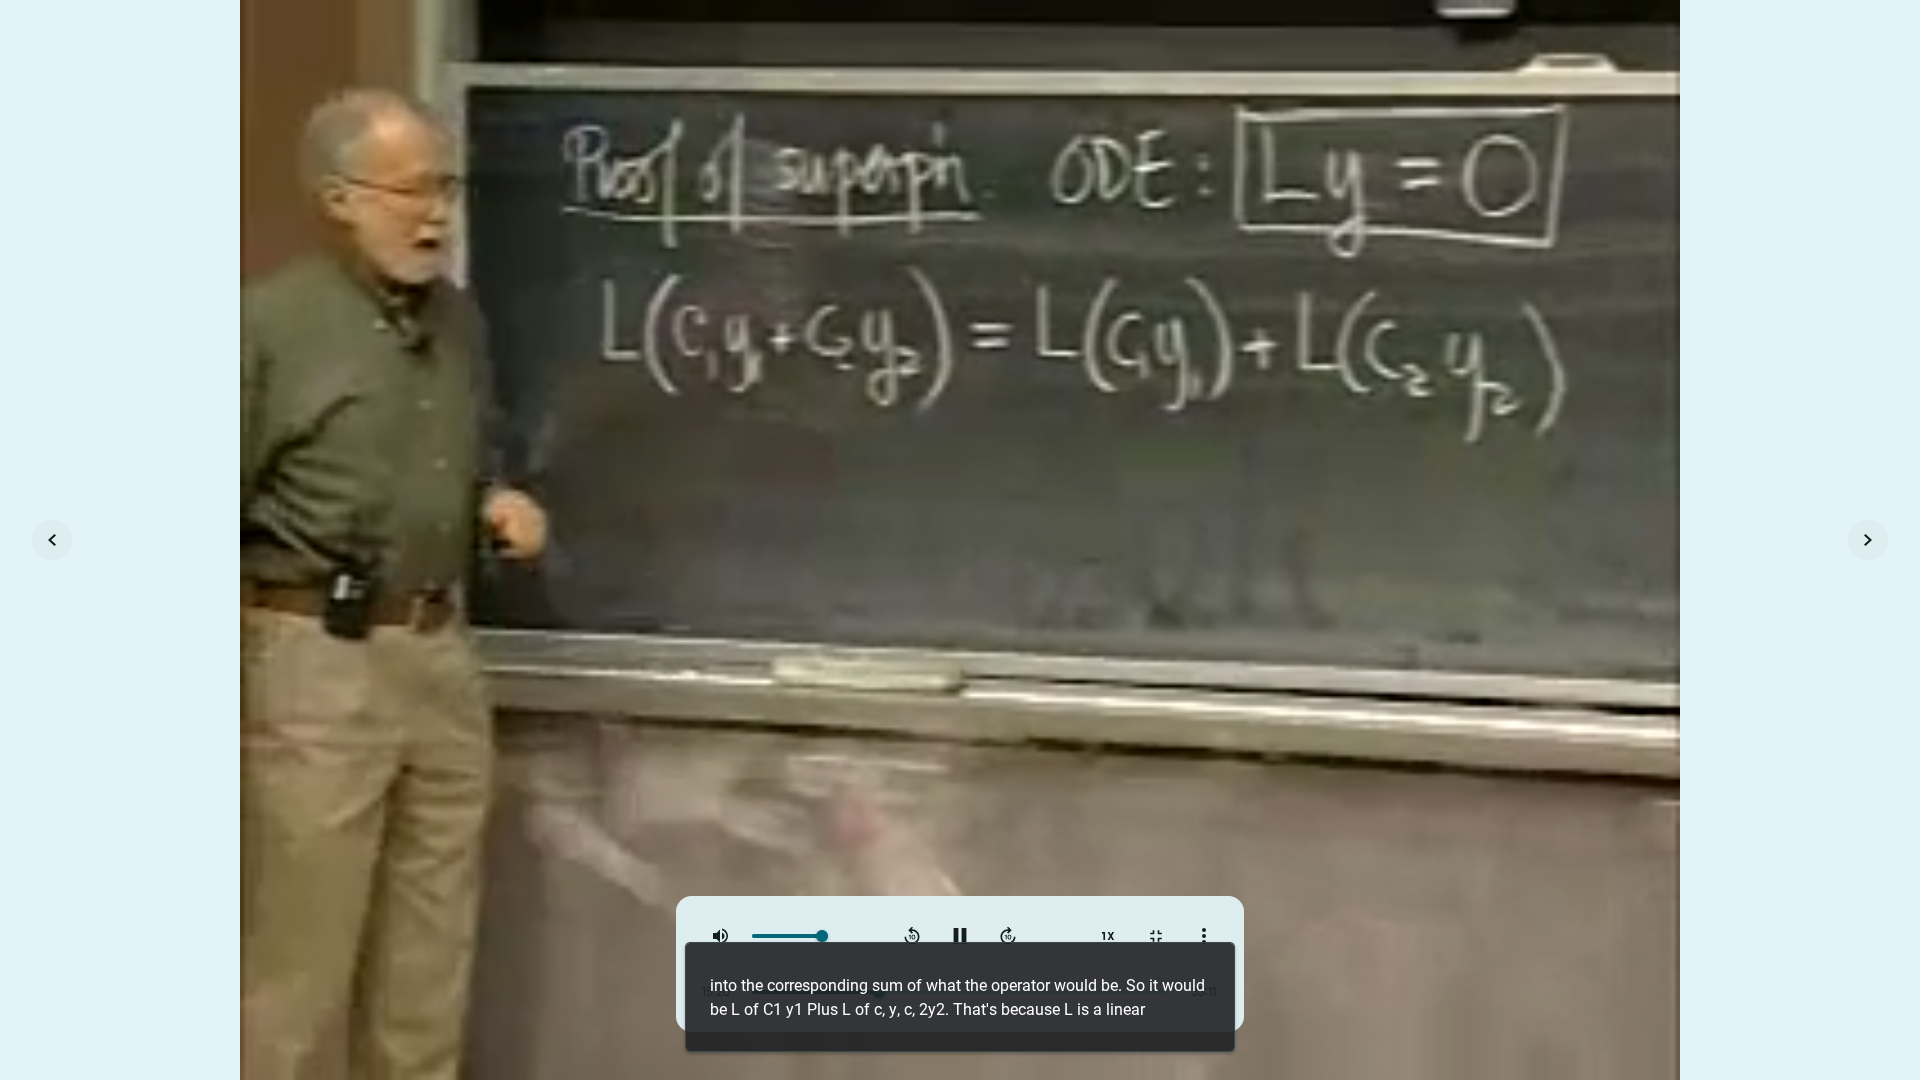 Proof of superp'n ODE: Ly = 0
L(c₁y₁+c₂y₂) = L(c₁y₁) + L(c₂y₂)
1X
into the corresponding sum of what the operator would be. So it would
be L of C1 y1 Plus L of c, y, c, 2y2. That's because L is a linear